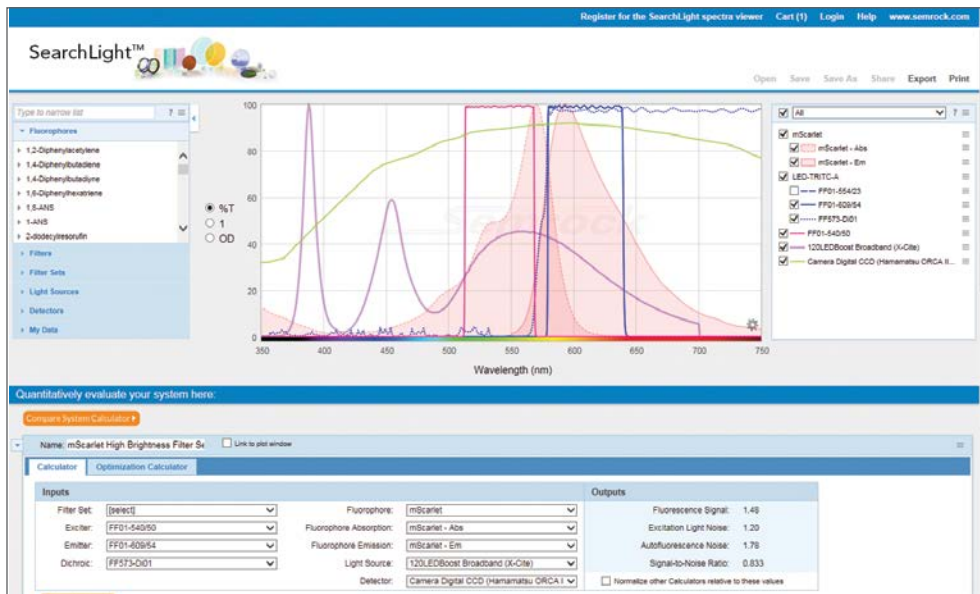 Register for the SearchLight spectra viewer Cart (1) Login Help www.semrock.com
SearchLight™
Open Save Save As Share Export Print
Type to narrow list ?
Fluorophores
1,2-Diphenylacetylene
1,4-Diphenylbutadiene
1,4-Diphenylbutadiyne
1,6-Diphenylhexatriene
1,8-ANS
1-ANS
2-dodecylresorufin
Filters
Filter Sets
Light Sources
Detectors
My Data
%T
1
OD
100
80
60
40
20
0
350 400 450 500 550 600 650 700 750
Wavelength (nm)
Semrock
All ?
mScarlet
mScarlet - Abs
mScarlet - Em
LED-TRITC-A
FF01-554/23
FF01-609/54
FF573-Di01
FF01-540/50
120LEDBoost Broadband (X-Cite)
Camera Digital CCD (Hamamatsu ORCA II...
Quantitatively evaluate your system here:
Compare System Calculator
Name: mScarlet High Brightness Filter Se Link to plot window
Calculator Optimization Calculator
Inputs Outputs
Filter Set: [select] Fluorophore: mScarlet Fluorescence Signal: 1.48
Exciter: FF01-540/50 Fluorophore Absorption: mScarlet - Abs Excitation Light Noise: 1.20
Emitter: FF01-609/54 Fluorophore Emission: mScarlet - Em Autofluorescence Noise: 1.78
Dichroic: FF573-Di01 Light Source: 120LEDBoost Broadband (X-Cite) Signal-to-Noise Ratio: 0.833
Detector: Camera Digital CCD (Hamamatsu ORCA I Normalize other Calculators relative to these values